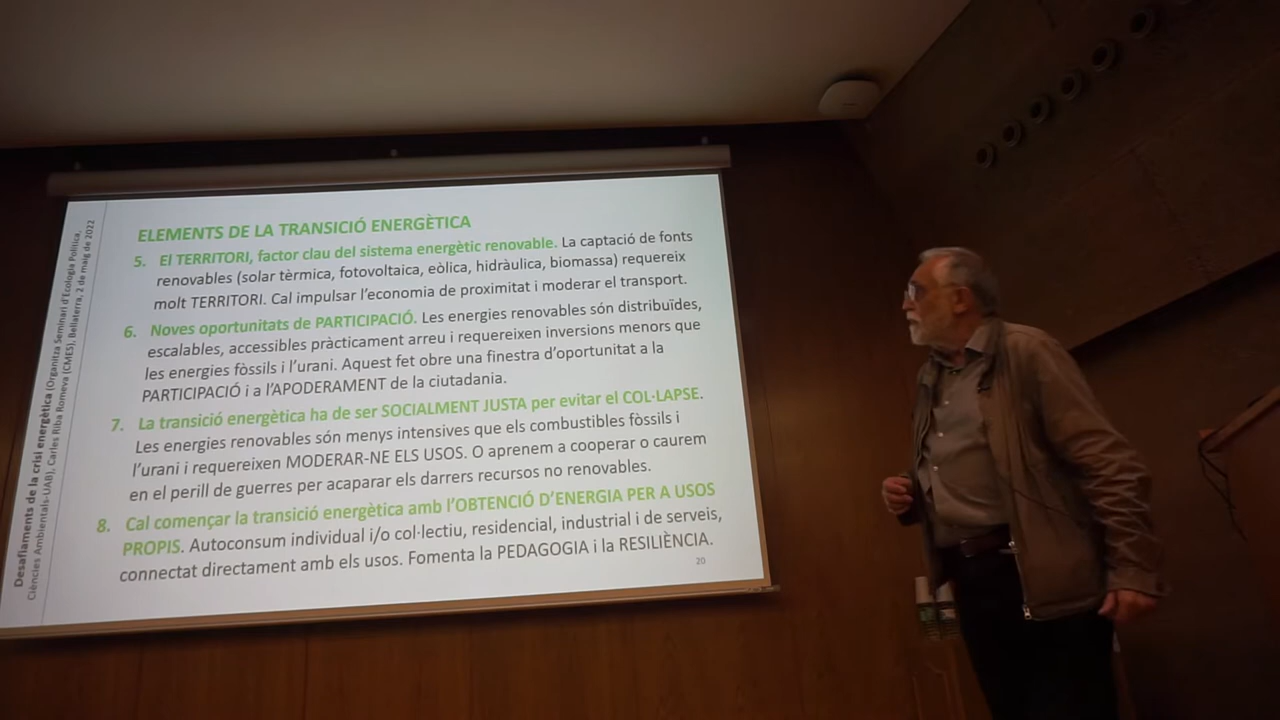 ELEMENTS DE LA TRANSICIÓ ENERGÈTICA
5. El TERRITORI, factor clau del sistema energètic renovable. La captació de fonts
renovables (solar tèrmica, fotovoltaica, eòlica, hidràulica, biomassa) requereix
molt TERRITORI. Cal impulsar l'economia de proximitat i moderar el transport.
6. Noves oportunitats de PARTICIPACIÓ. Les energies renovables són distribuïdes,
escalables, accessibles pràcticament arreu i requereixen inversions menors que
les energies fòssils i l'urani. Aquest fet obre una finestra d'oportunitat a la
PARTICIPACIÓ i a l'APODERAMENT de la ciutadania.
7. La transició energètica ha de ser SOCIALMENT JUSTA per evitar el COL·LAPSE.
Les energies renovables són menys intensives que els combustibles fòssils i
l'urani i requereixen MODERAR-NE ELS USOS. O aprenem a cooperar o caurem
en el perill de guerres per acaparar els darrers recursos no renovables.
8. Cal començar la transició energètica amb l'OBTENCIÓ D'ENERGIA PER A USOS
PROPIS. Autoconsum individual i/o col·lectiu, residencial, industrial i de serveis,
connectat directament amb els usos. Fomenta la PEDAGOGIA i la RESILIÈNCIA.
20
Desafiaments de la crisi energètica (Organitza Seminari d'Ecologia Política,
Ciències Ambientals-UAB), Carles Riba Romeva (CMES), Bellaterra, 2 de maig de 2022